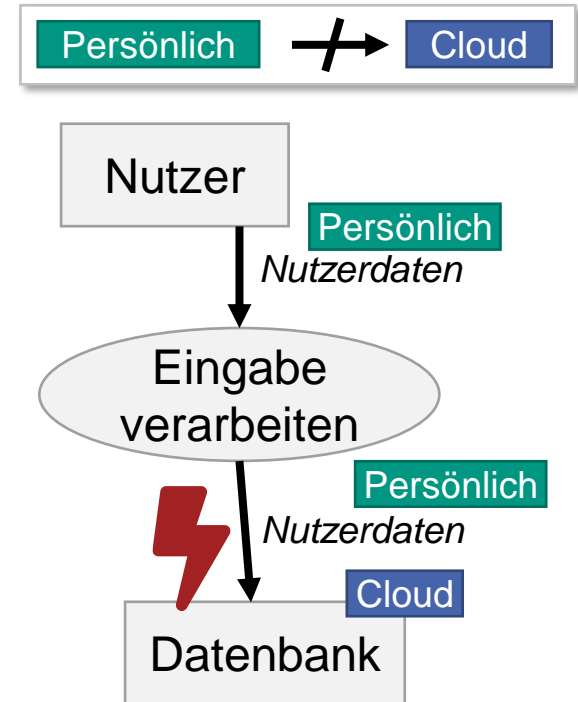 Persönlich Cloud
Nutzer
Persönlich
Nutzerdaten
Eingabe
verarbeiten
Persönlich
Nutzerdaten
Cloud
Datenbank